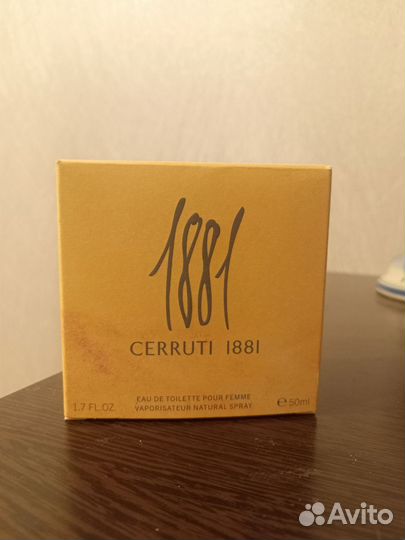 1881
CERRUTI 1881
EAU DE TOILETTE POUR FEMME
1.7 FL.OZ. VAPORISATEUR NATURAL SPRAY ℮50ml
Avito